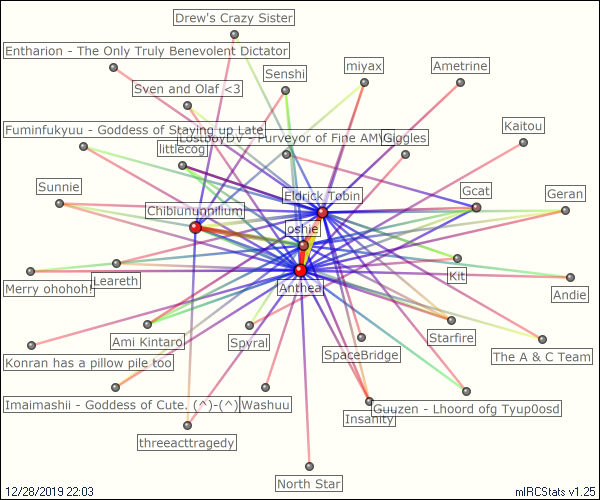 Drew's Crazy Sister
Entharion - The Only Truly Benevolent Dictator
Senshi
miyax
Ametrine
Sven and Olaf <3
Kaitou
Fuminfukyuu - Goddess of Staying up Late
LostboyDV - Purveyor of Fine AMV
Giggles
littlecog
Sunnie
Eldrick Tobin
Gcat
Geran
Chibiununnilium
Joshie
Merry ohohoh!
Leareth
Anthea
Kit
Andie
Ami Kintaro
Spyral
Starfire
SpaceBridge
The A & C Team
Konran has a pillow pile too
Imaimashii - Goddess of Cute. (^)-(^)
Washuu
Insanity
Guuzen - Lhoord ofg Tyup0osd
threeacttragedy
North Star
12/28/2019 22:03
mIRCStats v1.25